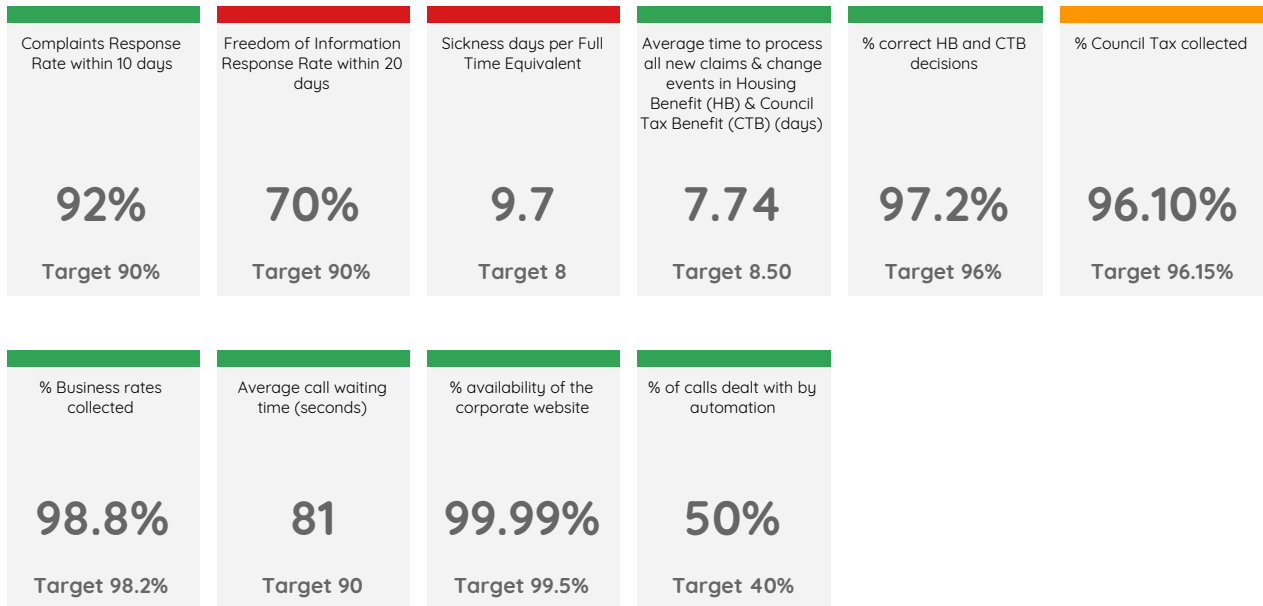 Complaints Response
Rate within 10 days
92%
Target 90%
Freedom of Information
Response Rate within 20
days
70%
Target 90%
Sickness days per Full
Time Equivalent
9.7
Target 8
Average time to process
all new claims & change
events in Housing
Benefit (HB) & Council
Tax Benefit (CTB) (days)
7.74
Target 8.50
% correct HB and CTB
decisions
97.2%
Target 96%
% Council Tax collected
96.10%
Target 96.15%
% Business rates
collected
98.8%
Target 98.2%
Average call waiting
time (seconds)
81
Target 90
% availability of the
corporate website
99.99%
Target 99.5%
% of calls dealt with by
automation
50%
Target 40%